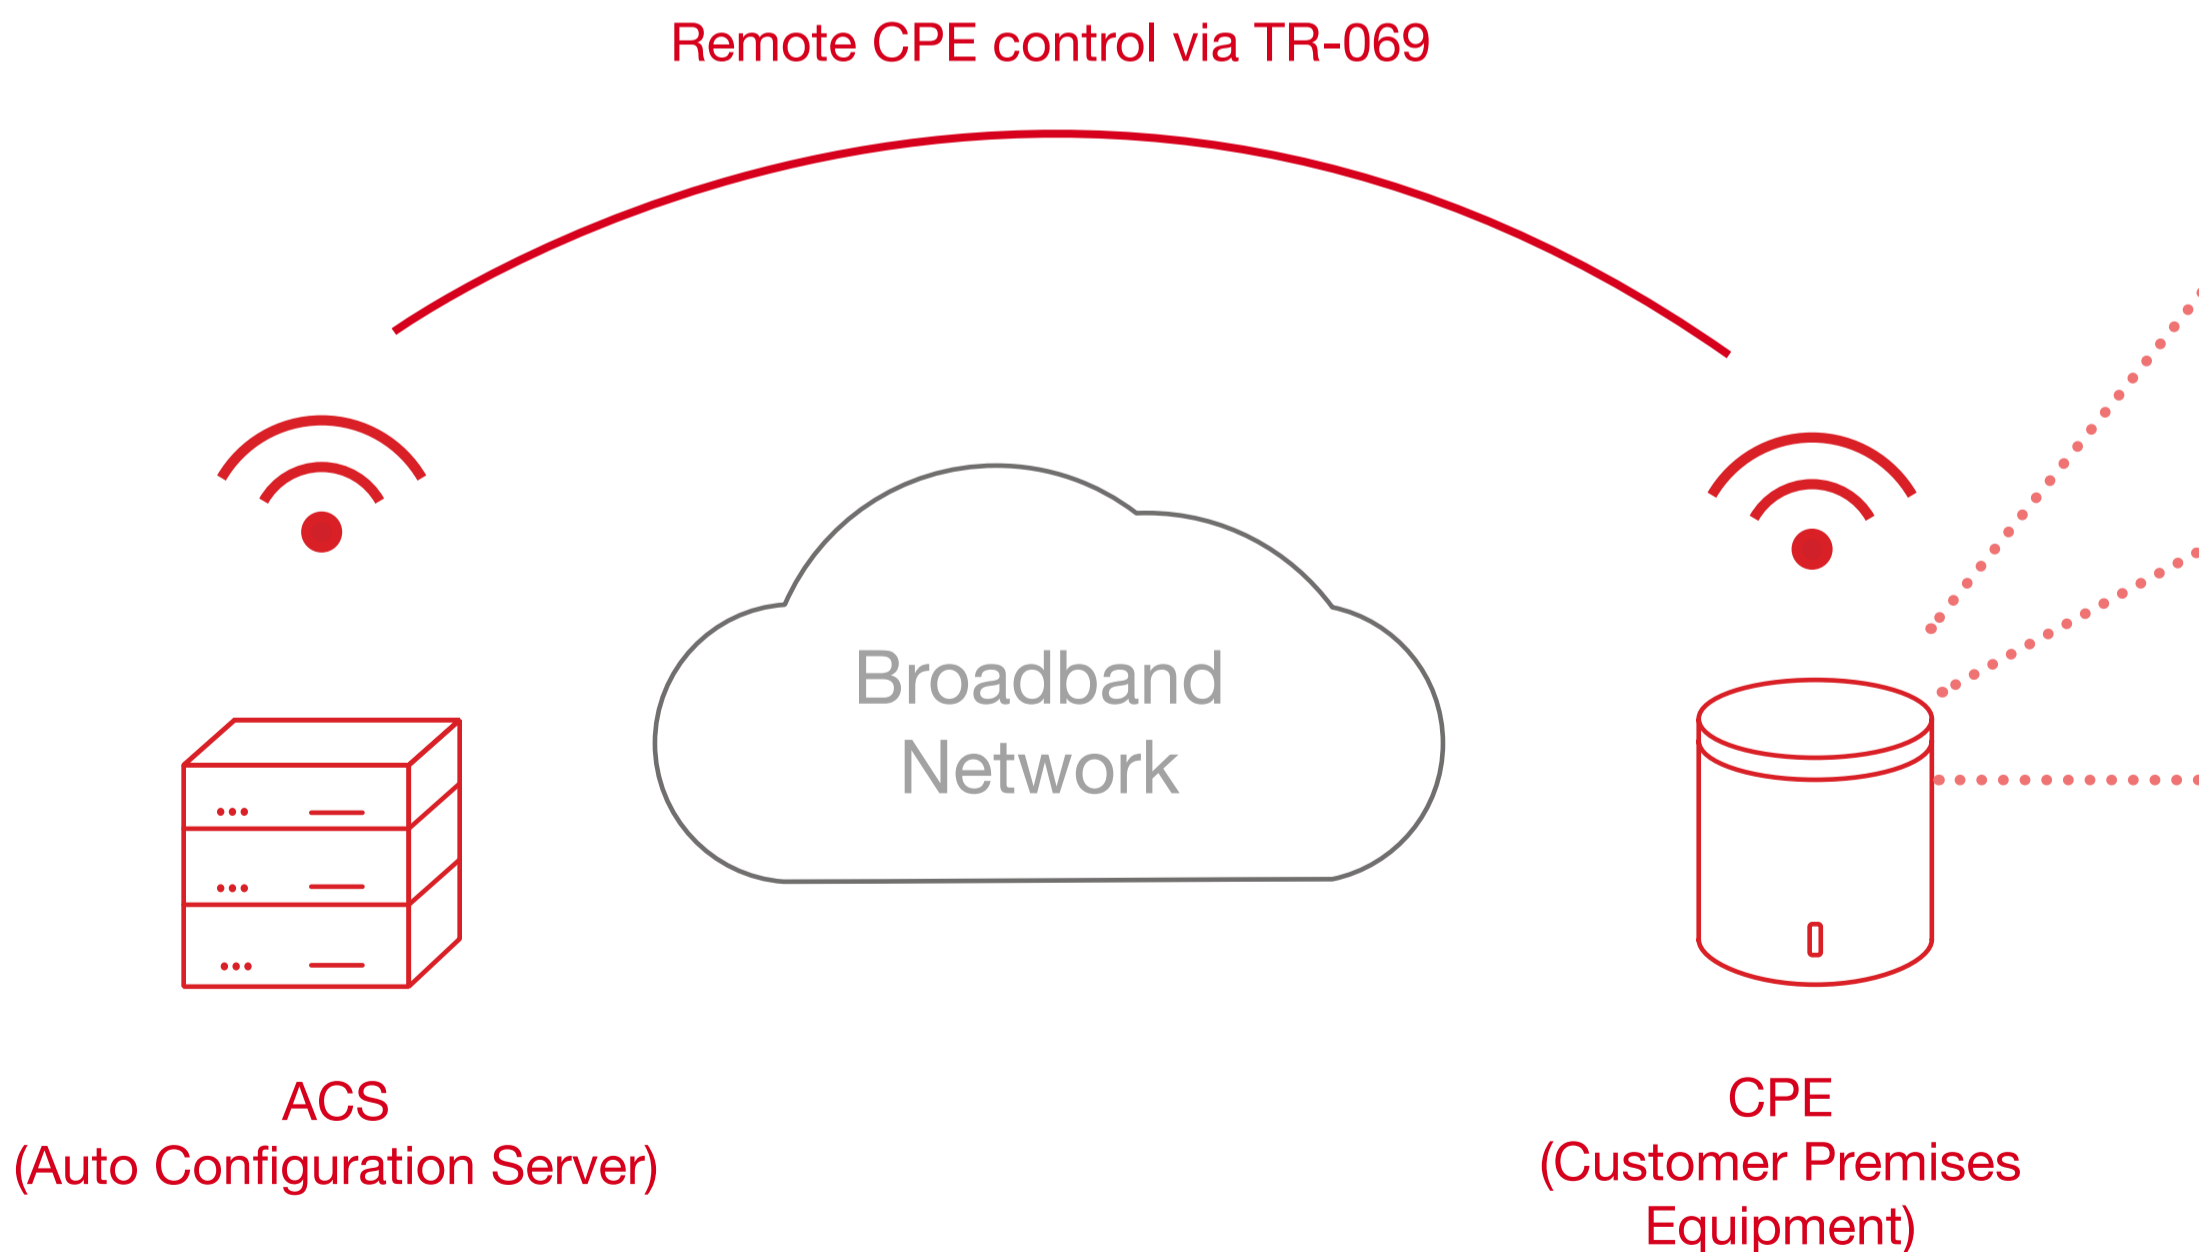 Remote CPE control via TR-069
Broadband
Network
ACS
(Auto Configuration Server)
CPE
(Customer Premises
Equipment)